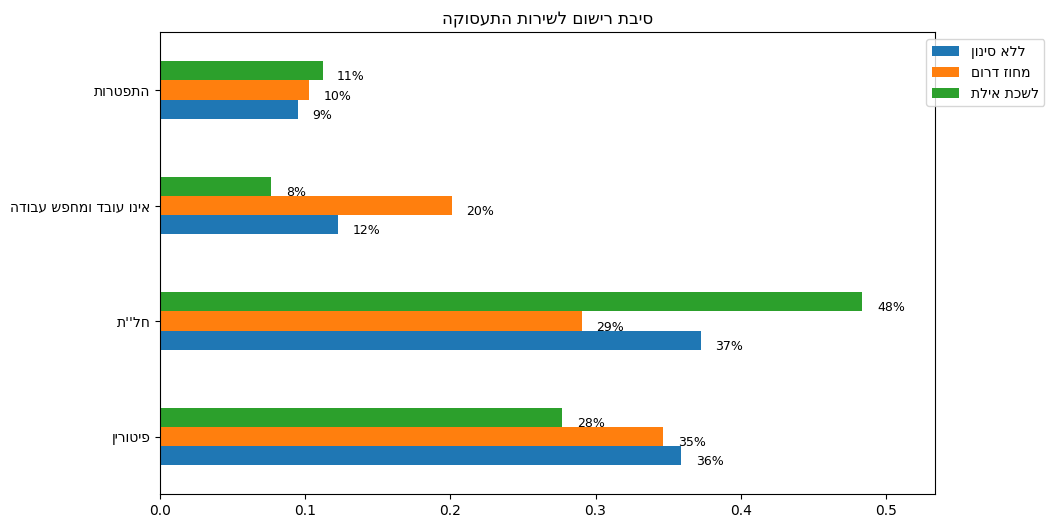 סיבת רישום לשירות התעסוקה
ללא סינון
מחוז דרום
לשכת אילת
התפטרות
11%
10%
9%
אינו עובד ומחפש עבודה
8%
20%
12%
חל''ת
48%
29%
37%
פיטורין
28%
35%
36%
0.0 0.1 0.2 0.3 0.4 0.5